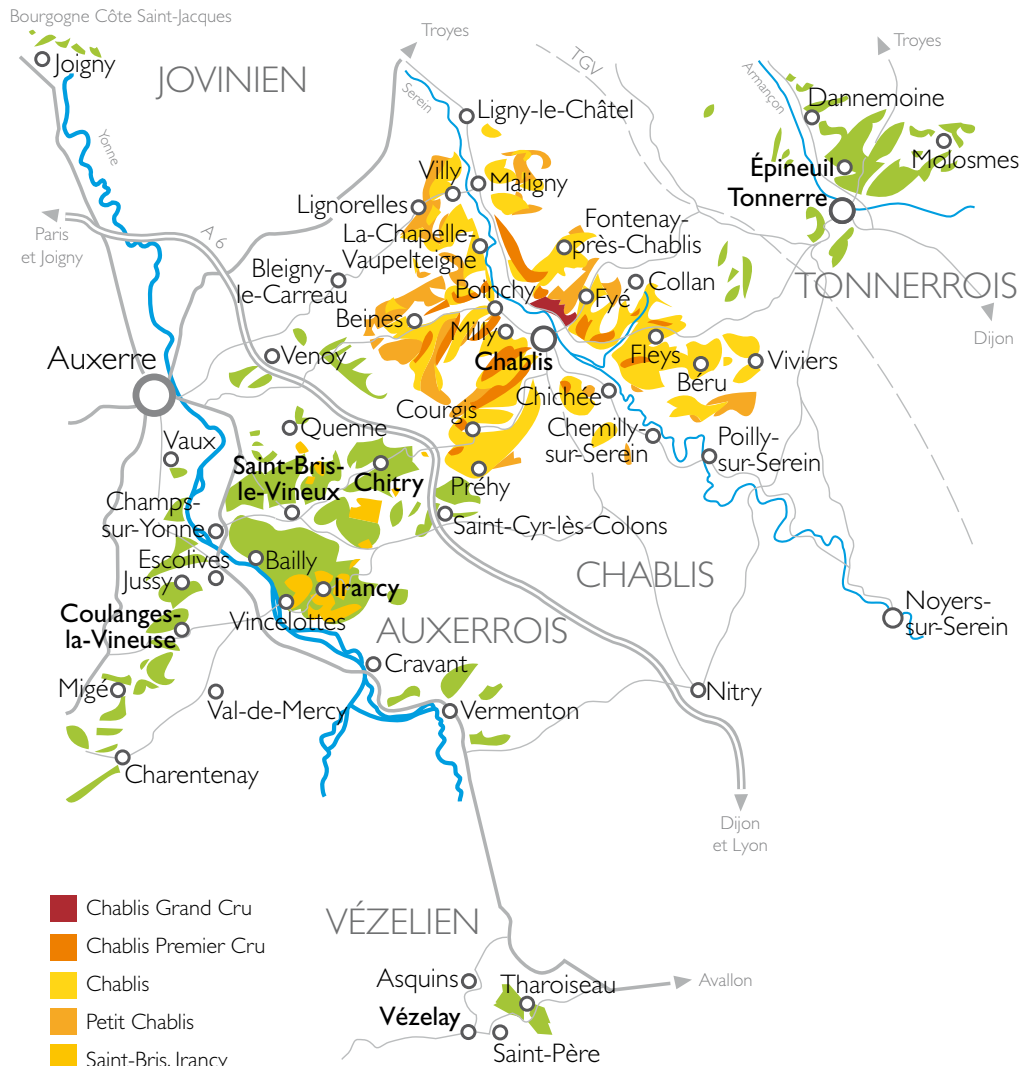 Bourgogne Côte Saint-Jacques
Joigny
JOVINIEN
Troyes
TGV
Troyes
Serein
Armançon
Yonne
Ligny-le-Châtel
Dannemoine
Molosmes
Épineuil
Tonnerre
Villy
Maligny
Lignorelles
Fontenay-
près-Chablis
La-Chapelle-
Vaupelteigne
Paris
et Joigny
A 6
Bleigny-
le-Carreau
Collan
TONNERROIS
Poinchy
Fyé
Beines
Milly
Chablis
Fleys
Béru
Viviers
Dijon
Auxerre
Venoy
Chichée
Courgis
Chemilly-
sur-Serein
Poilly-
sur-Serein
Quenne
Vaux
Saint-Bris-
le-Vineux
Chitry
Préhy
Champs-
sur-Yonne
Saint-Cyr-lès-Colons
Escolives
Bailly
Jussy
Irancy
CHABLIS
Coulanges-
la-Vineuse
Vincelottes
AUXERROIS
Noyers-
sur-Serein
Cravant
Migé
Val-de-Mercy
Vermenton
Nitry
Charentenay
Dijon
et Lyon
Chablis Grand Cru
Chablis Premier Cru
Chablis
Petit Chablis
Saint-Bris, Irancy
VÉZELIEN
Asquins
Tharoiseau
Avallon
Vézelay
Saint-Père